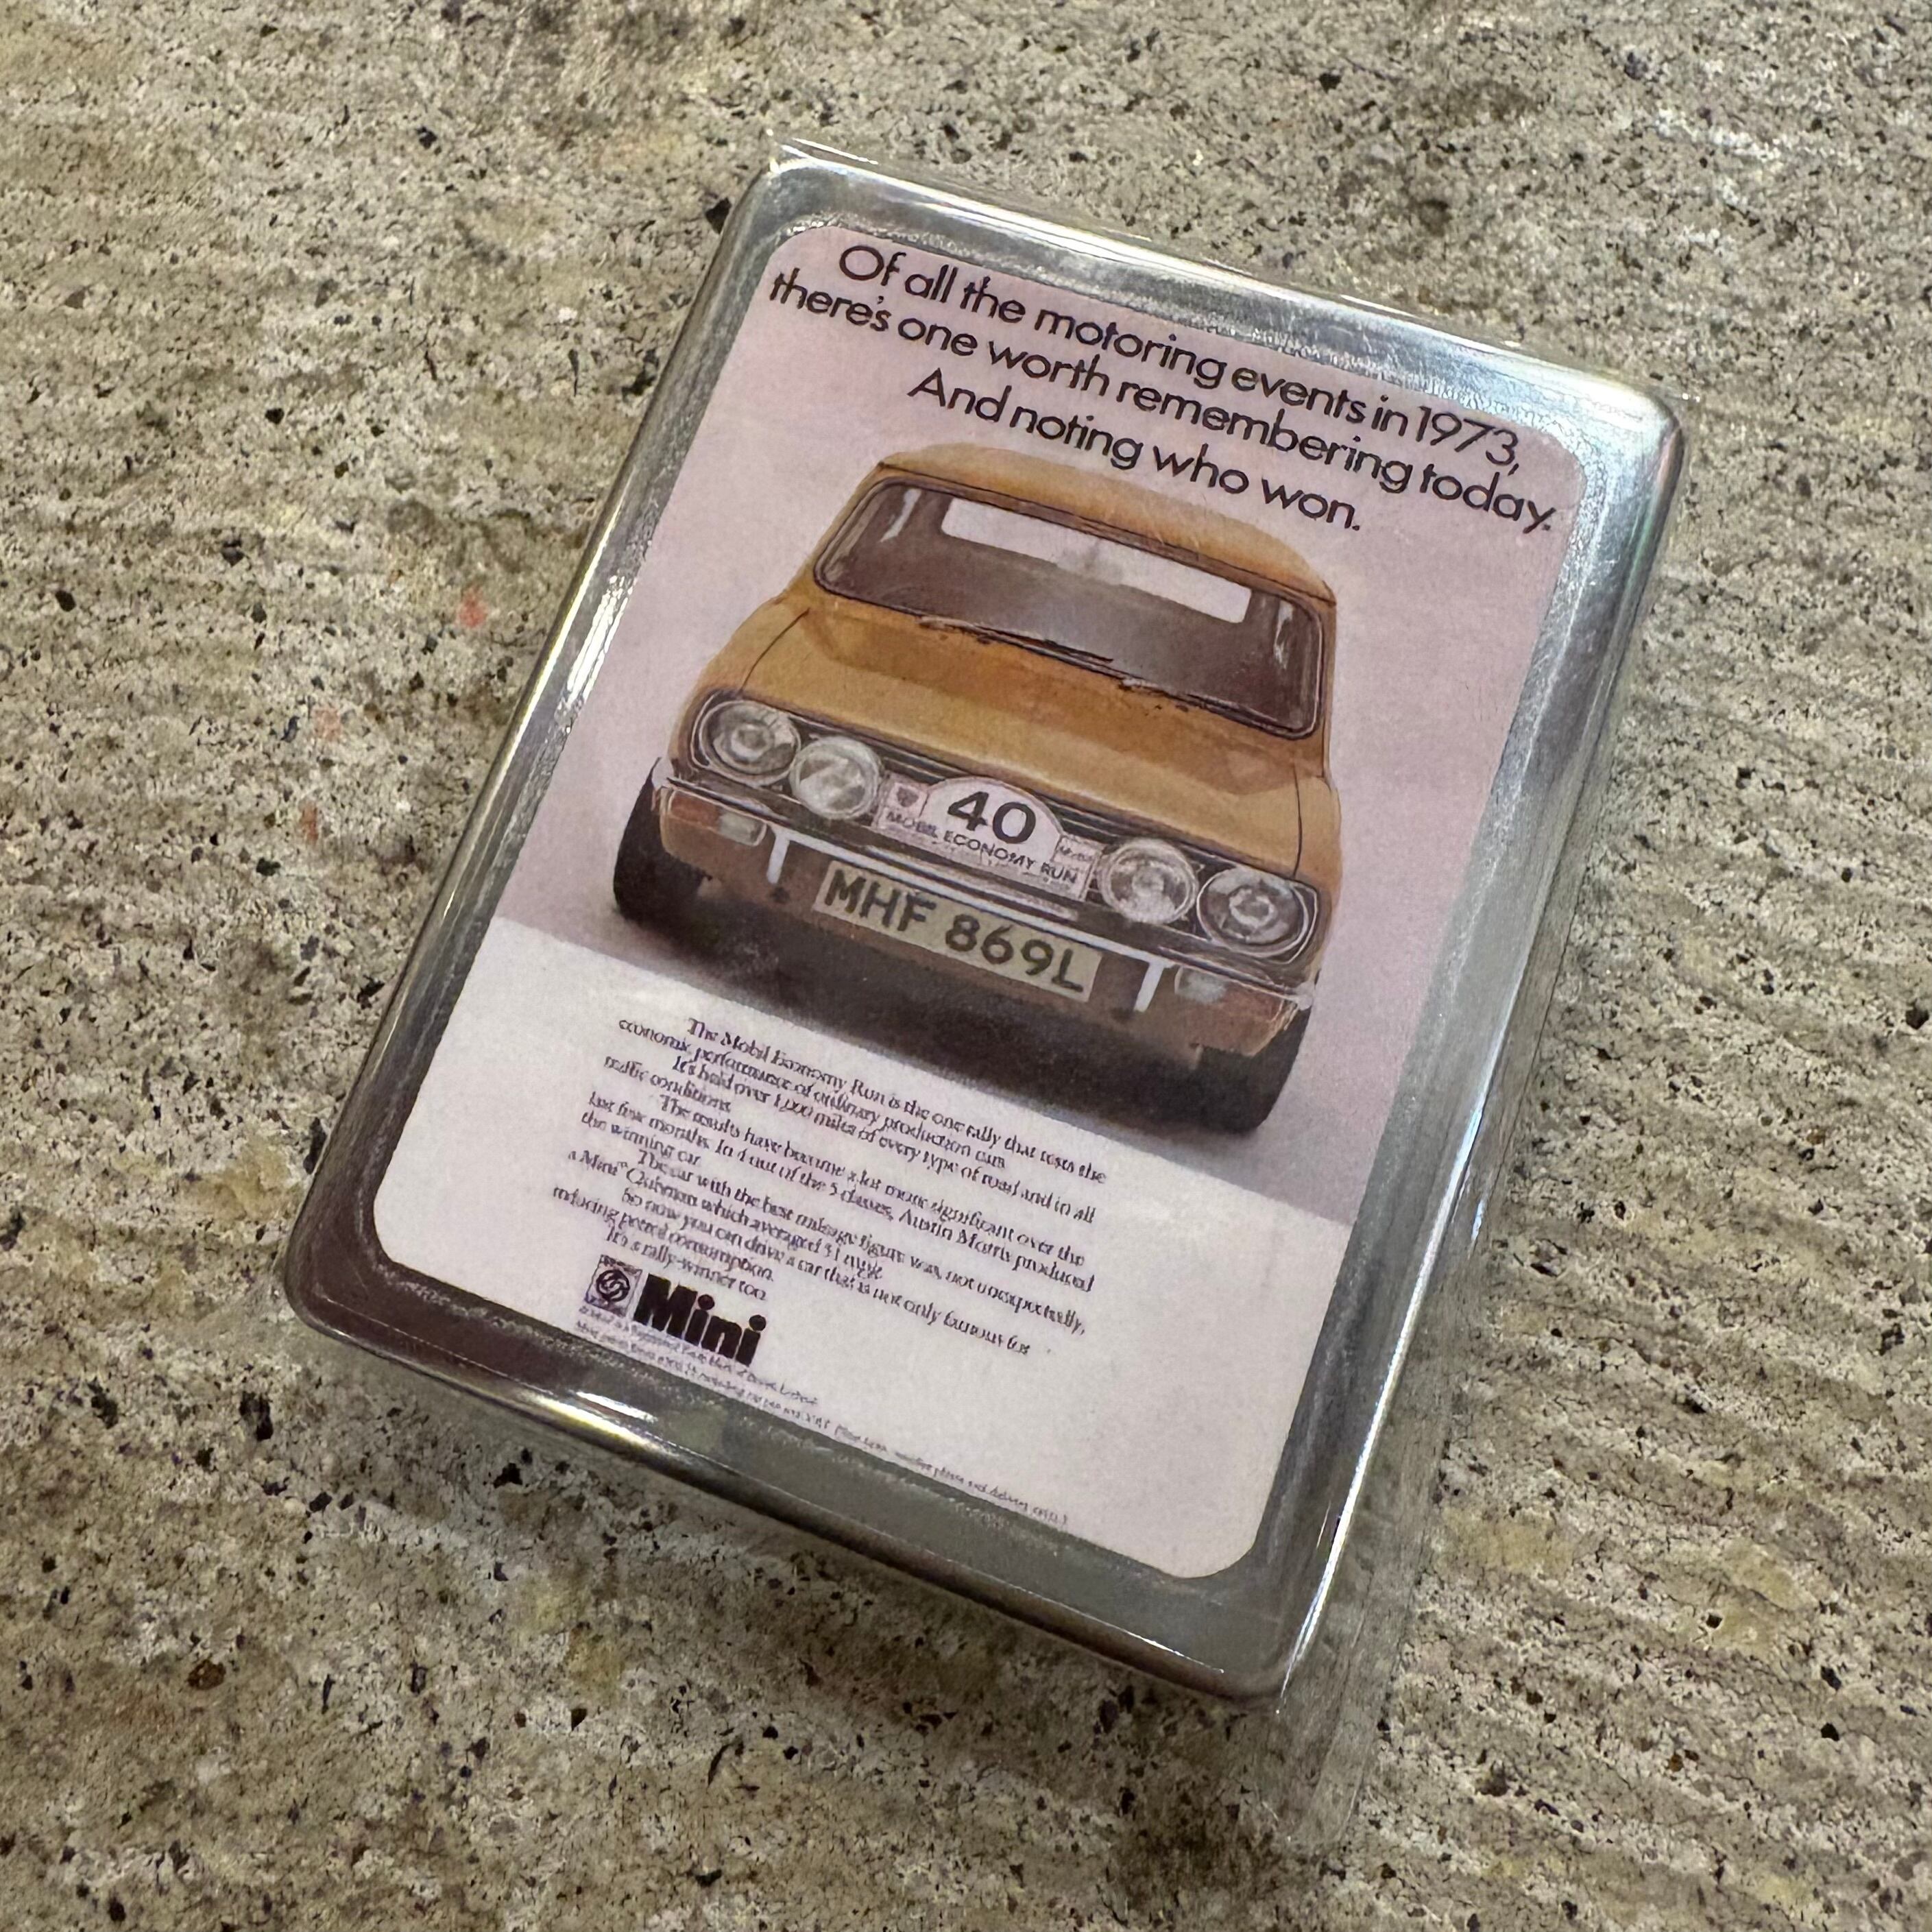 Of all the motoring events in 1973,
there's one worth remembering today.
And noting who won.
40
MOBIL ECONOMY RUN
MHF 869L
The Mobil Economy Run is the one rally that tests the
economic performance of ordinary production cars.
It's held over 1,000 miles of every type of road and in all
traffic conditions.
The results have become a lot more significant over the
last few months. In 4 out of the 5 classes, Austin Morris produced
the winning car.
The car with the best mileage figure was, not unexpectedly,
a Mini Clubman which averaged 51 mpg.
So now you can drive a car that is not only famous for
reducing petrol consumption.
It's a rally-winner too.
Mini